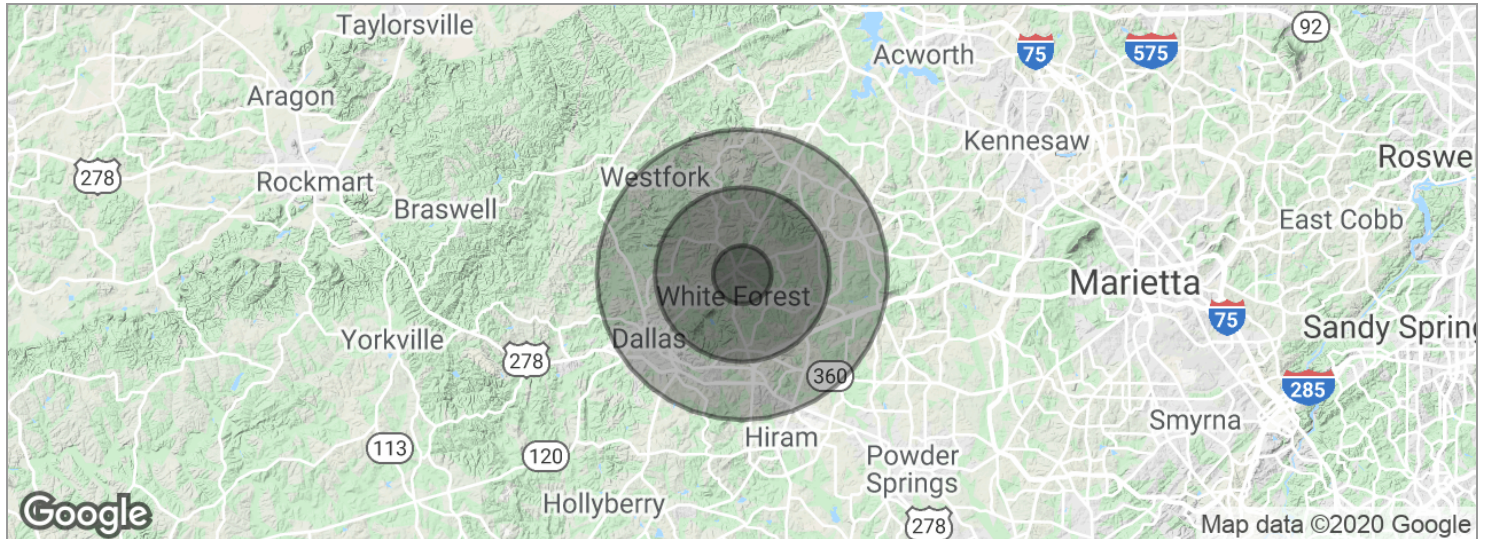 Taylorsville
92
Acworth
75
575
Aragon
Kennesaw
Roswe
278
Westfork
Rockmart
Braswell
East Cobb
Marietta
White Forest
75
Sandy Spring
Yorkville
Dallas
278
360
285
Smyrna
Hiram
113
120
Powder
Springs
Hollyberry
Google
278
Map data ©2020 Google